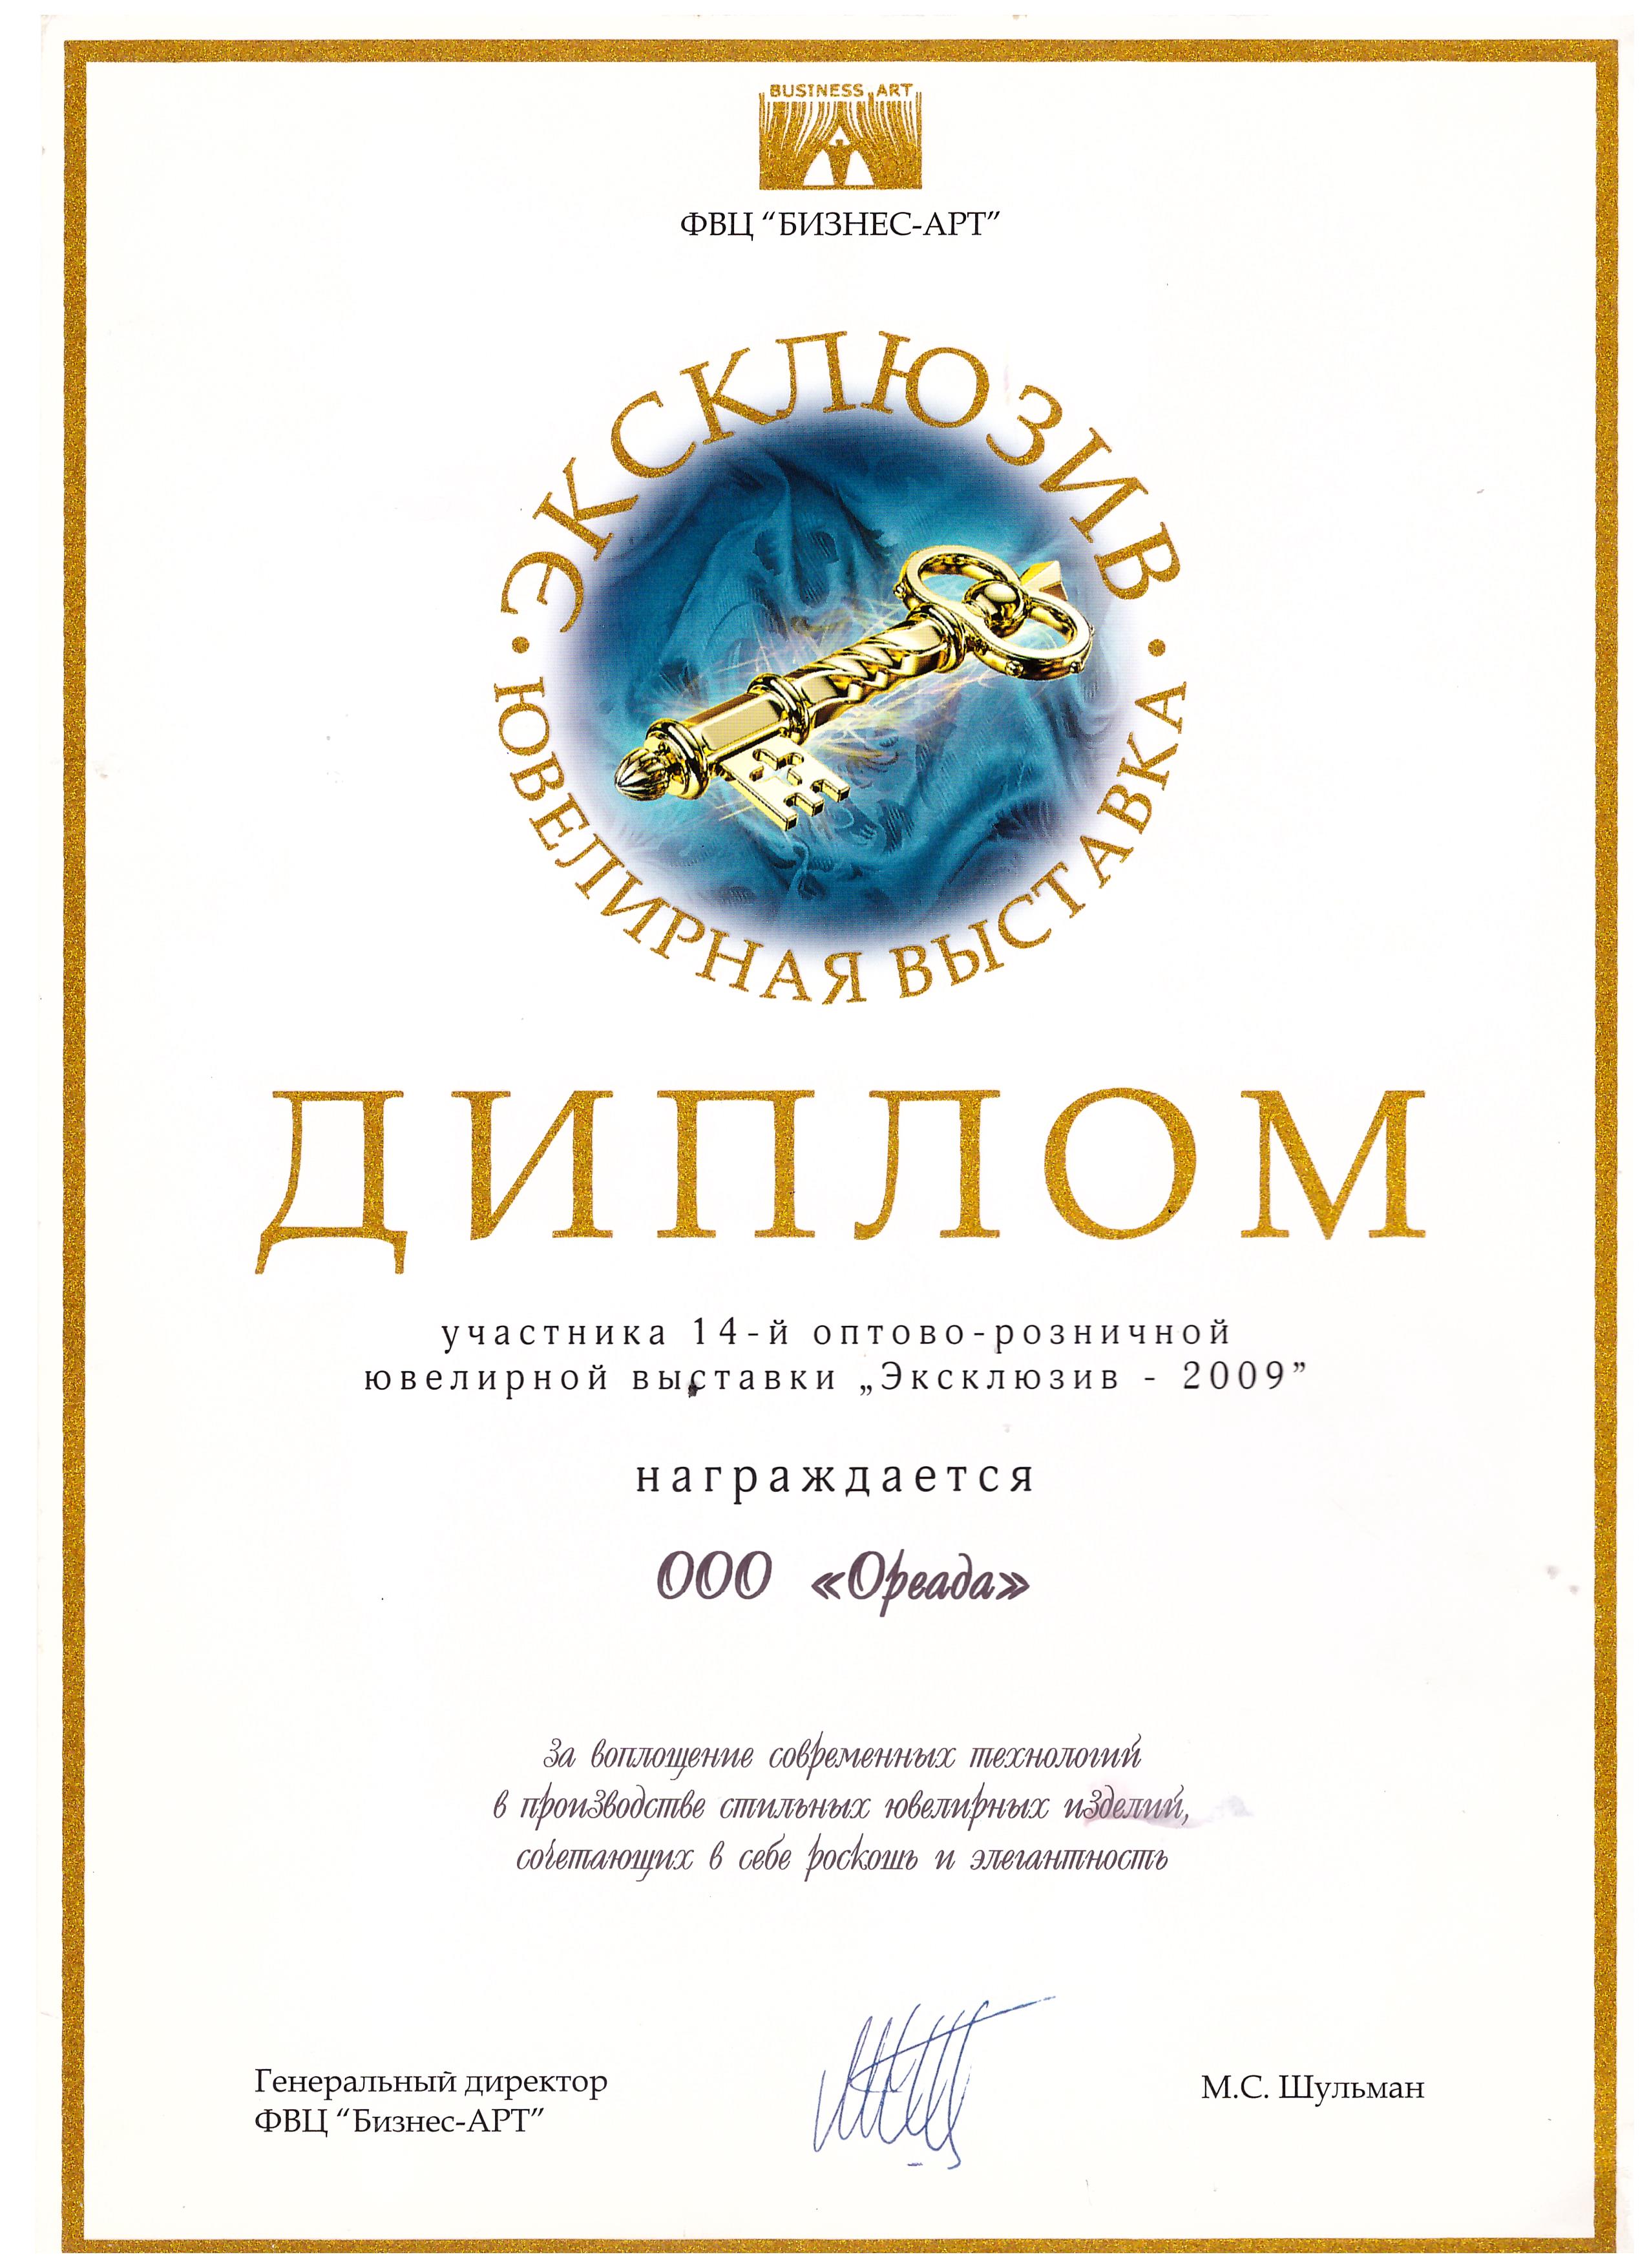 BUSINESS ART
ФВЦ “БИЗНЕС-АРТ”
ЭКСКЛЮЗИВ
• ЮВЕЛИРНАЯ ВЫСТАВКА •
ДИПЛОМ
участника 14-й оптово-розничной
ювелирной выставки „Эксклюзив - 2009”
награждается
ООО «Ореада»
За воплощение современных технологий
в производстве стильных ювелирных изделий,
сочетающих в себе роскошь и элегантность
Генеральный директор
ФВЦ “Бизнес-АРТ”
М.С. Шульман